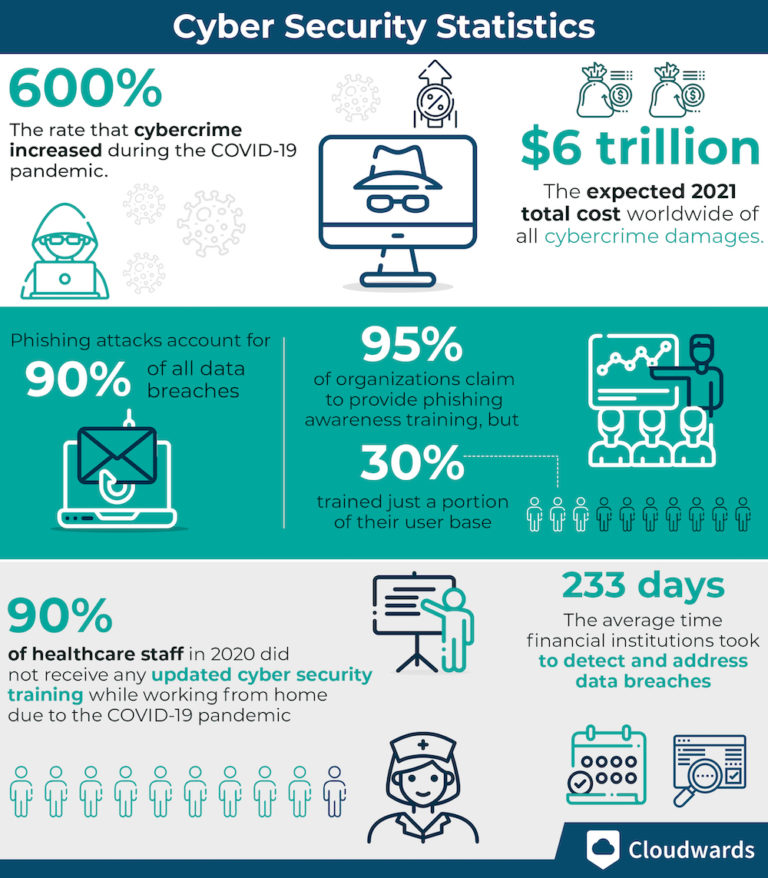 Cyber Security Statistics
600%
The rate that cybercrime
increased during the COVID-19
pandemic.
$6 trillion
The expected 2021
total cost worldwide of
all cybercrime damages.
Phishing attacks account for
90% of all data
breaches
95%
of organizations claim
to provide phishing
awareness training, but
30%
trained just a portion
of their user base
90%
of healthcare staff in 2020 did
not receive any updated cyber security
training while working from home
due to the COVID-19 pandemic
233 days
The average time
financial institutions took
to detect and address
data breaches
Cloudwards